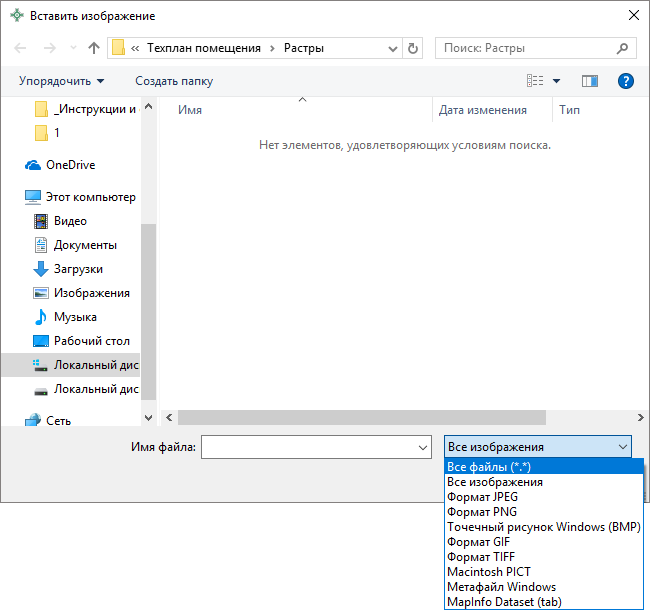 Вставить изображение
« Техплан помещения › Растры
Поиск: Растры
Упорядочить
Создать папку
?
_Инструкции и
1
OneDrive
Этот компьютер
Видео
Документы
Загрузки
Изображения
Музыка
Рабочий стол
Локальный дис
Локальный дис
Сеть
Имя
Дата изменения
Тип
Нет элементов, удовлетворяющих условиям поиска.
Имя файла:
Все изображения
Все файлы (*.*)
Все изображения
Формат JPEG
Формат PNG
Точечный рисунок Windows (BMP)
Формат GIF
Формат TIFF
Macintosh PICT
Метафайл Windows
MapInfo Dataset (tab)